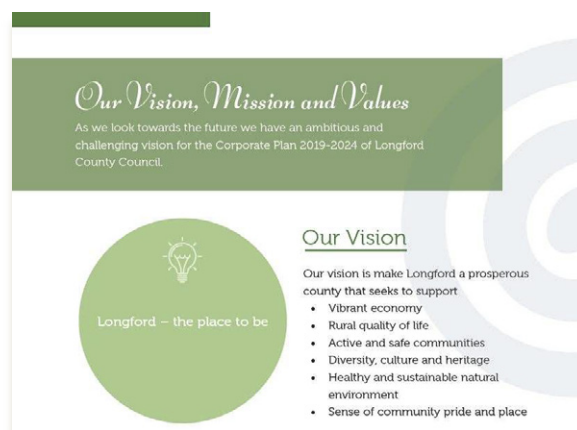 Our Vision, Mission and Values
As we look towards the future we have an ambitious and
challenging vision for the Corporate Plan 2019-2024 of Longford
County Council.
Longford – the place to be
Our Vision
Our vision is make Longford a prosperous
county that seeks to support
• Vibrant economy
• Rural quality of life
• Active and safe communities
• Diversity, culture and heritage
• Healthy and sustainable natural
environment
• Sense of community pride and place